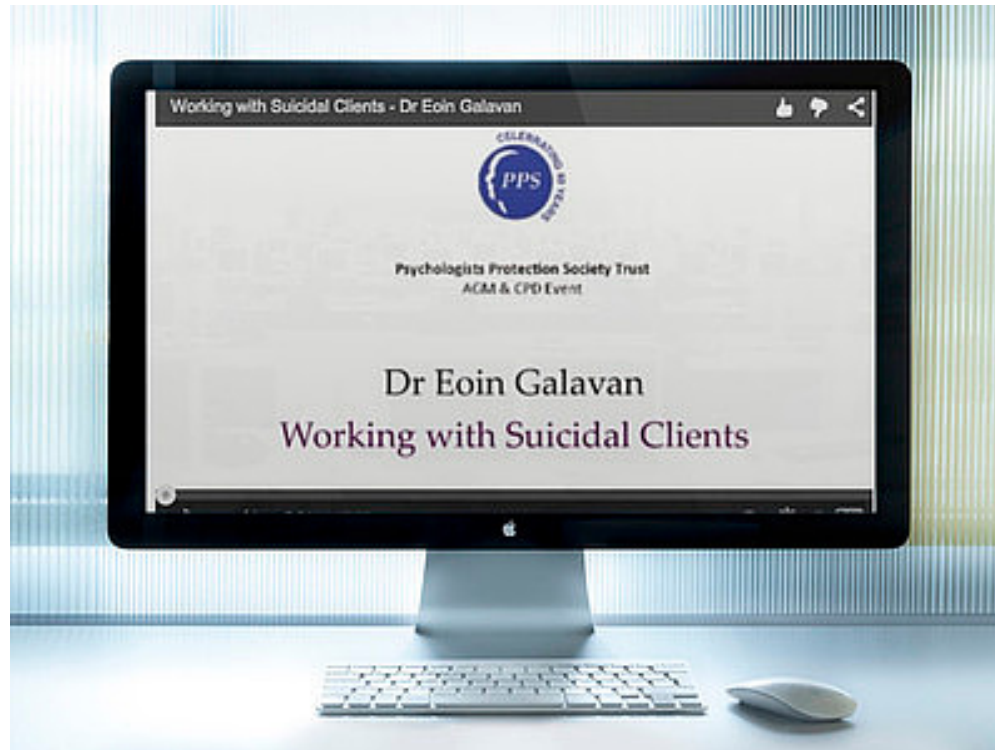 Working with Suicidal Clients - Dr Eoin Galavan
CELEBRATING 40 YEARS
PPS
Psychologists Protection Society Trust
AGM & CPD Event
Dr Eoin Galavan
Working with Suicidal Clients